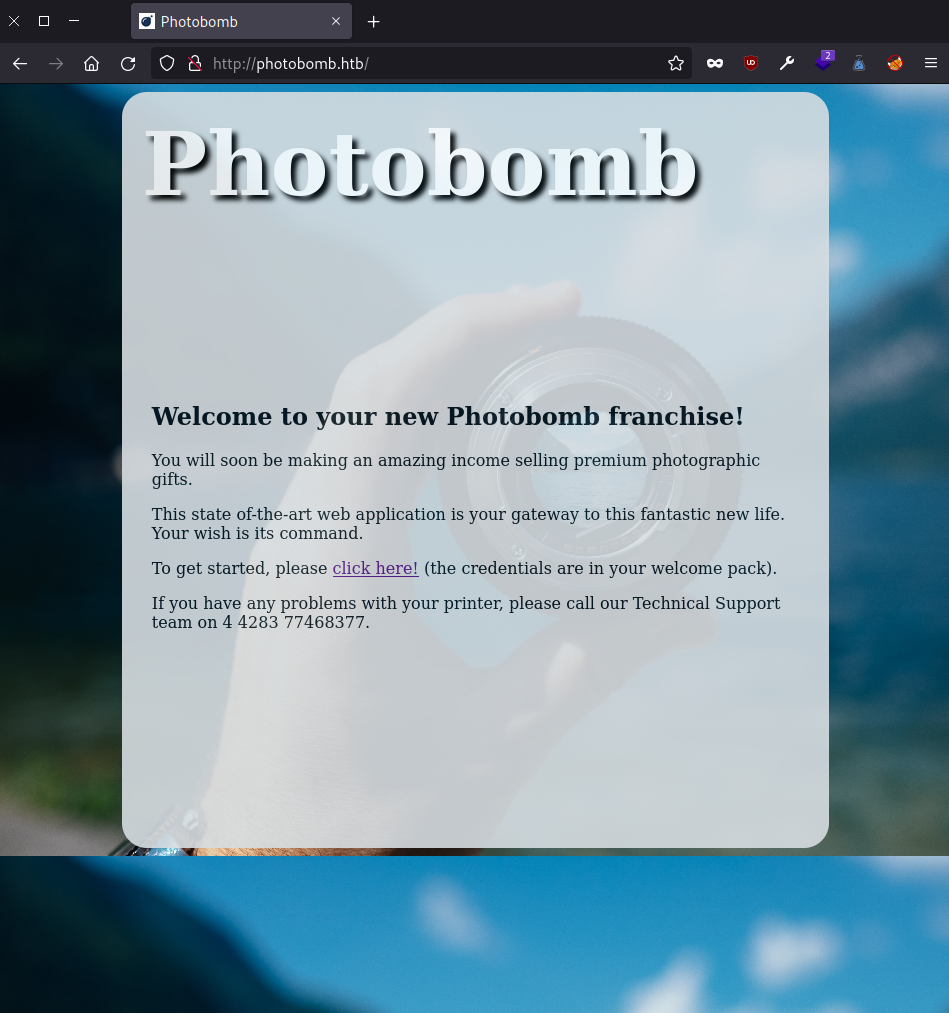 Photobomb
http://photobomb.htb/
2
UD
Photobomb
Welcome to your new Photobomb franchise!
You will soon be making an amazing income selling premium photographic
gifts.
This state of-the-art web application is your gateway to this fantastic new life.
Your wish is its command.
To get started, please click here! (the credentials are in your welcome pack).
If you have any problems with your printer, please call our Technical Support
team on 4 4283 77468377.